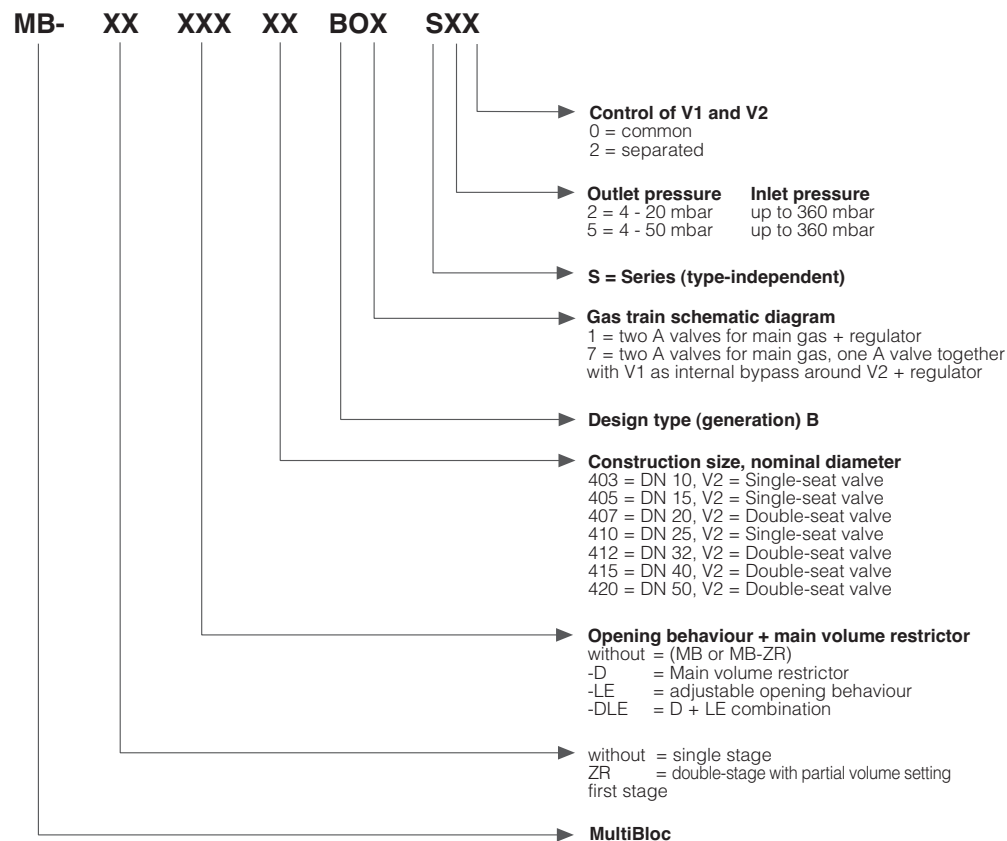 MB- XX XXX XX BOX SXX
Control of V1 and V2
0 = common
2 = separated
Outlet pressure Inlet pressure
2 = 4 - 20 mbar up to 360 mbar
5 = 4 - 50 mbar up to 360 mbar
S = Series (type-independent)
Gas train schematic diagram
1 = two A valves for main gas + regulator
7 = two A valves for main gas, one A valve together
with V1 as internal bypass around V2 + regulator
Design type (generation) B
Construction size, nominal diameter
403 = DN 10, V2 = Single-seat valve
405 = DN 15, V2 = Single-seat valve
407 = DN 20, V2 = Double-seat valve
410 = DN 25, V2 = Single-seat valve
412 = DN 32, V2 = Double-seat valve
415 = DN 40, V2 = Double-seat valve
420 = DN 50, V2 = Double-seat valve
Opening behaviour + main volume restrictor
without = (MB or MB-ZR)
-D = Main volume restrictor
-LE = adjustable opening behaviour
-DLE = D + LE combination
without = single stage
ZR = double-stage with partial volume setting
first stage
MultiBloc